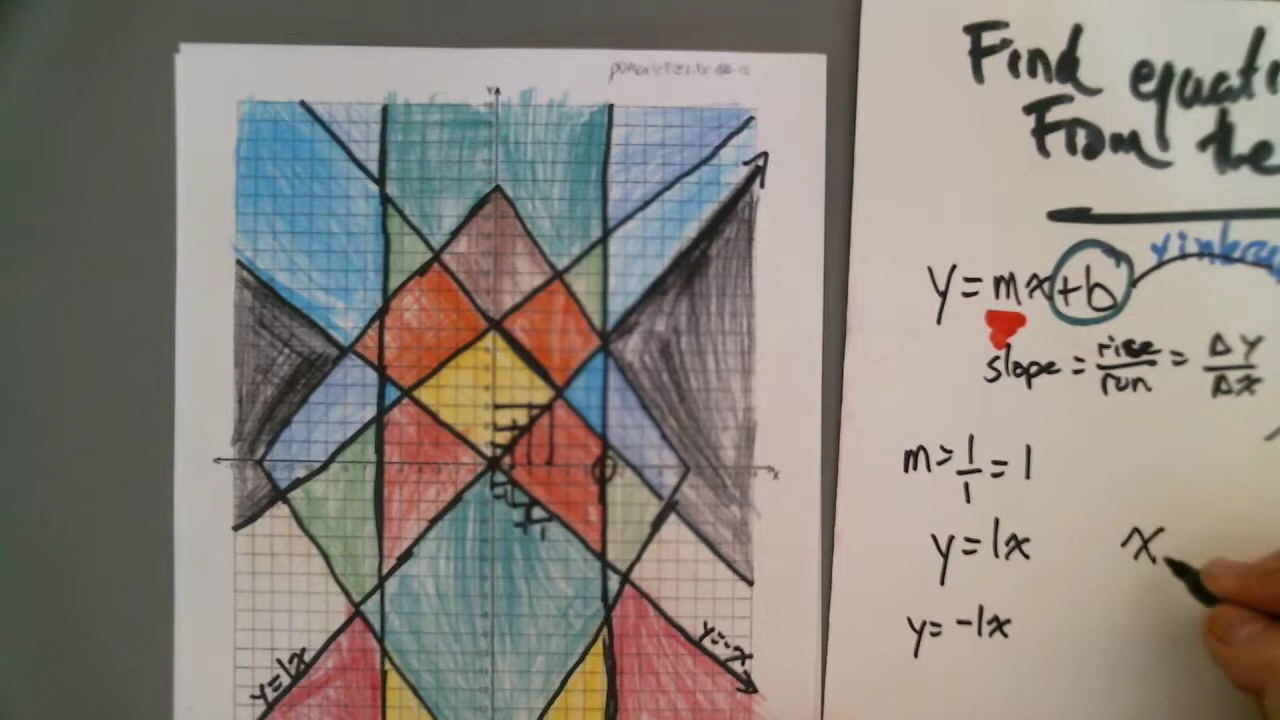 Y
Find equati
From the
y = mx+b
slope = rise/run = ΔY/ΔX
m = 1/1 = 1
y = 1x
x
y = -1x
x
y=1x
y=-x